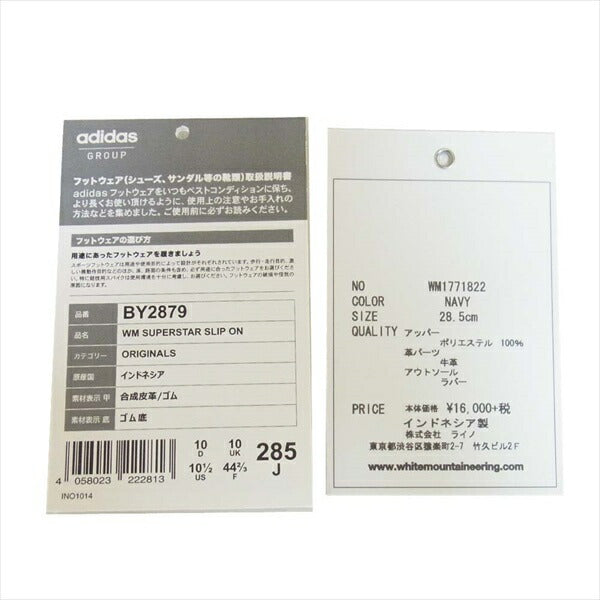 adidas
GROUP
フットウェア(シューズ、サンダル等の靴類)取扱説明書
adidas フットウェアをいつもベストコンディションに保ち、
より長くお使い頂けるように、使用上の注意やお手入れの
方法などを集めました。ご使用前に必ずお読みください。
フットウェアの選び方
用途にあったフットウェアを履きましょう
品番 BY2879
品名 WM SUPERSTAR SLIP ON
カテゴリー ORIGINALS
原産国 インドネシア
素材表示 甲 合成皮革/ゴム
素材表示 底 ゴム底
10 D 10 UK
10½ US 44⅔ F
285
J
4 058023 222813
INO1014
NO WM1771822
COLOR NAVY
SIZE 28.5cm
QUALITY アッパー
ポリエステル 100%
革パーツ
牛革
アウトソール
ラバー
PRICE 本体価格 ¥16,000+税
インドネシア製
株式会社 ライノ
東京都渋谷区猿楽町2-7 竹久ビル2F
www.whitemountaineering.com